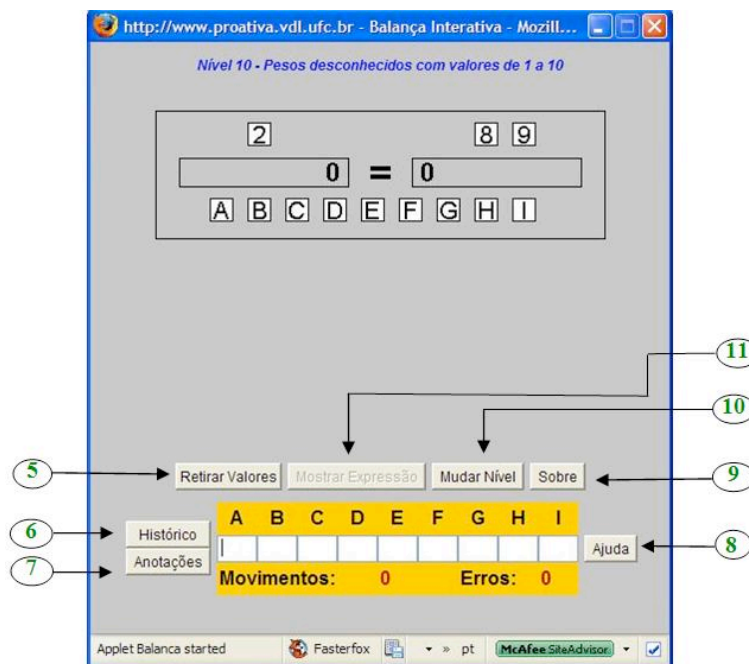 http://www.proativa.vdl.ufc.br - Balança Interativa - Mozill...
Nível 10 - Pesos desconhecidos com valores de 1 a 10
2 8 9
0 = 0
A B C D E F G H I
11
10
5 Retirar Valores Mostrar Expressão Mudar Nível Sobre 9
6 Histórico A B C D E F G H I
7 Anotações Ajuda 8
Movimentos: 0 Erros: 0
Applet Balanca started Fasterfox » pt McAfee SiteAdvisor